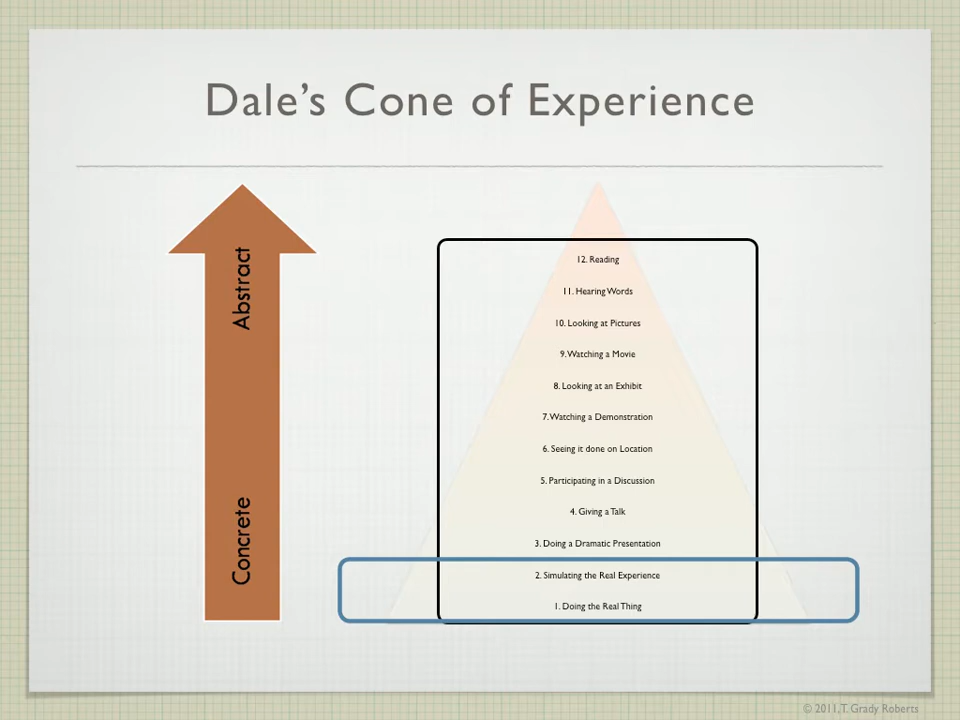 Dale's Cone of Experience
Abstract
Concrete
12. Reading
11. Hearing Words
10. Looking at Pictures
9. Watching a Movie
8. Looking at an Exhibit
7. Watching a Demonstration
6. Seeing it done on Location
5. Participating in a Discussion
4. Giving a Talk
3. Doing a Dramatic Presentation
2. Simulating the Real Experience
1. Doing the Real Thing
© 2011, T. Grady Roberts